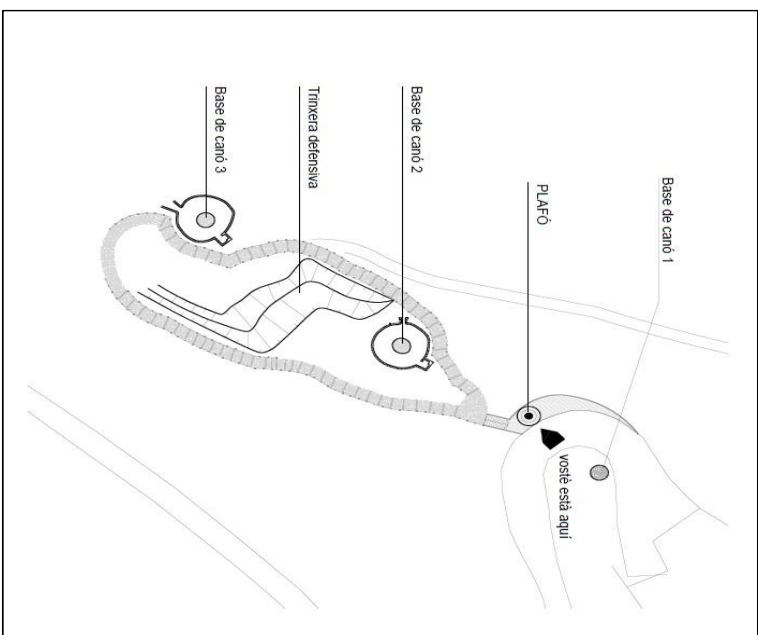 Base de canó 3
Trinxera defensiva
Base de canó 2
PLAFÓ
Base de canó 1
vostè està aquí